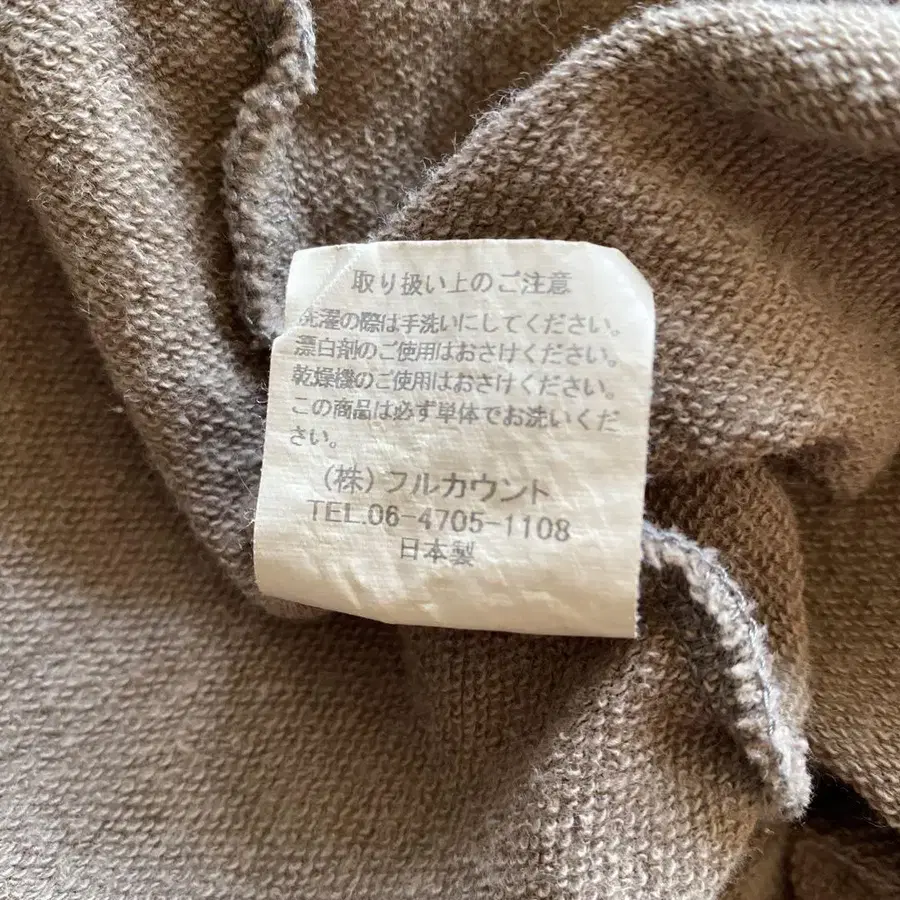 取り扱い上のご注意
洗濯の際は手洗いにしてください。
漂白剤のご使用はおさけください。
乾燥機のご使用はおさけください。
この商品は必ず単体でお洗いくだ
さい。
(株)フルカウント
TEL.06-4705-1108
日本製